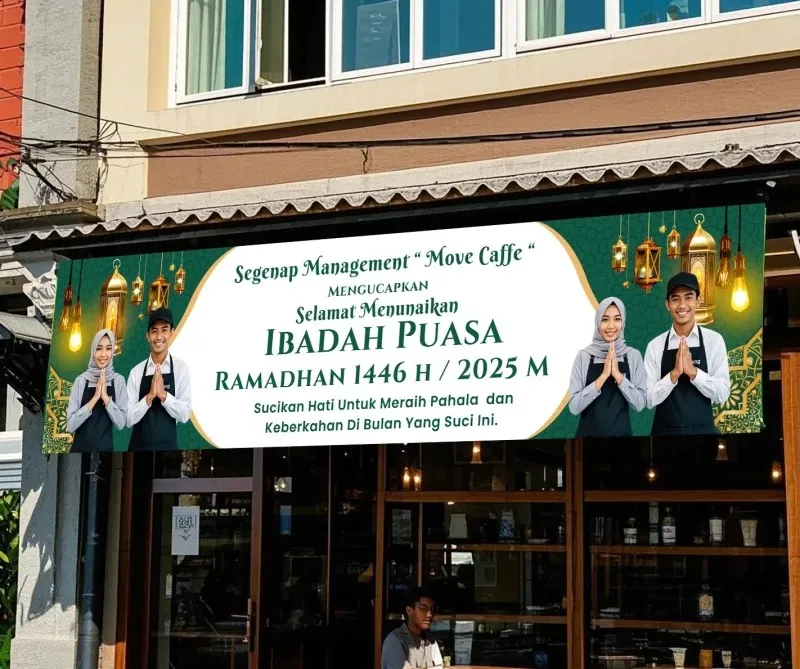 Segenap Management “ Move Caffe “
Mengucapkan
Selamat Menunaikan
Ibadah Puasa
Ramadhan 1446 H / 2025 M
Sucikan Hati Untuk Meraih Pahala dan
Keberkahan Di Bulan Yang Suci Ini.